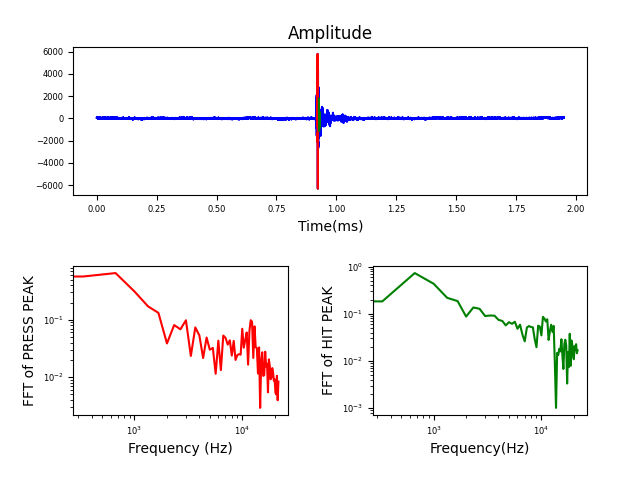 Amplitude
6000
4000
2000
0
−2000
−4000
−6000
0.00 0.25 0.50 0.75 1.00 1.25 1.50 1.75 2.00
Time(ms)
FFT of PRESS PEAK
10⁻¹
10⁻²
10³ 10⁴
Frequency (Hz)
FFT of HIT PEAK
10⁰
10⁻¹
10⁻²
10⁻³
10³ 10⁴
Frequency(Hz)